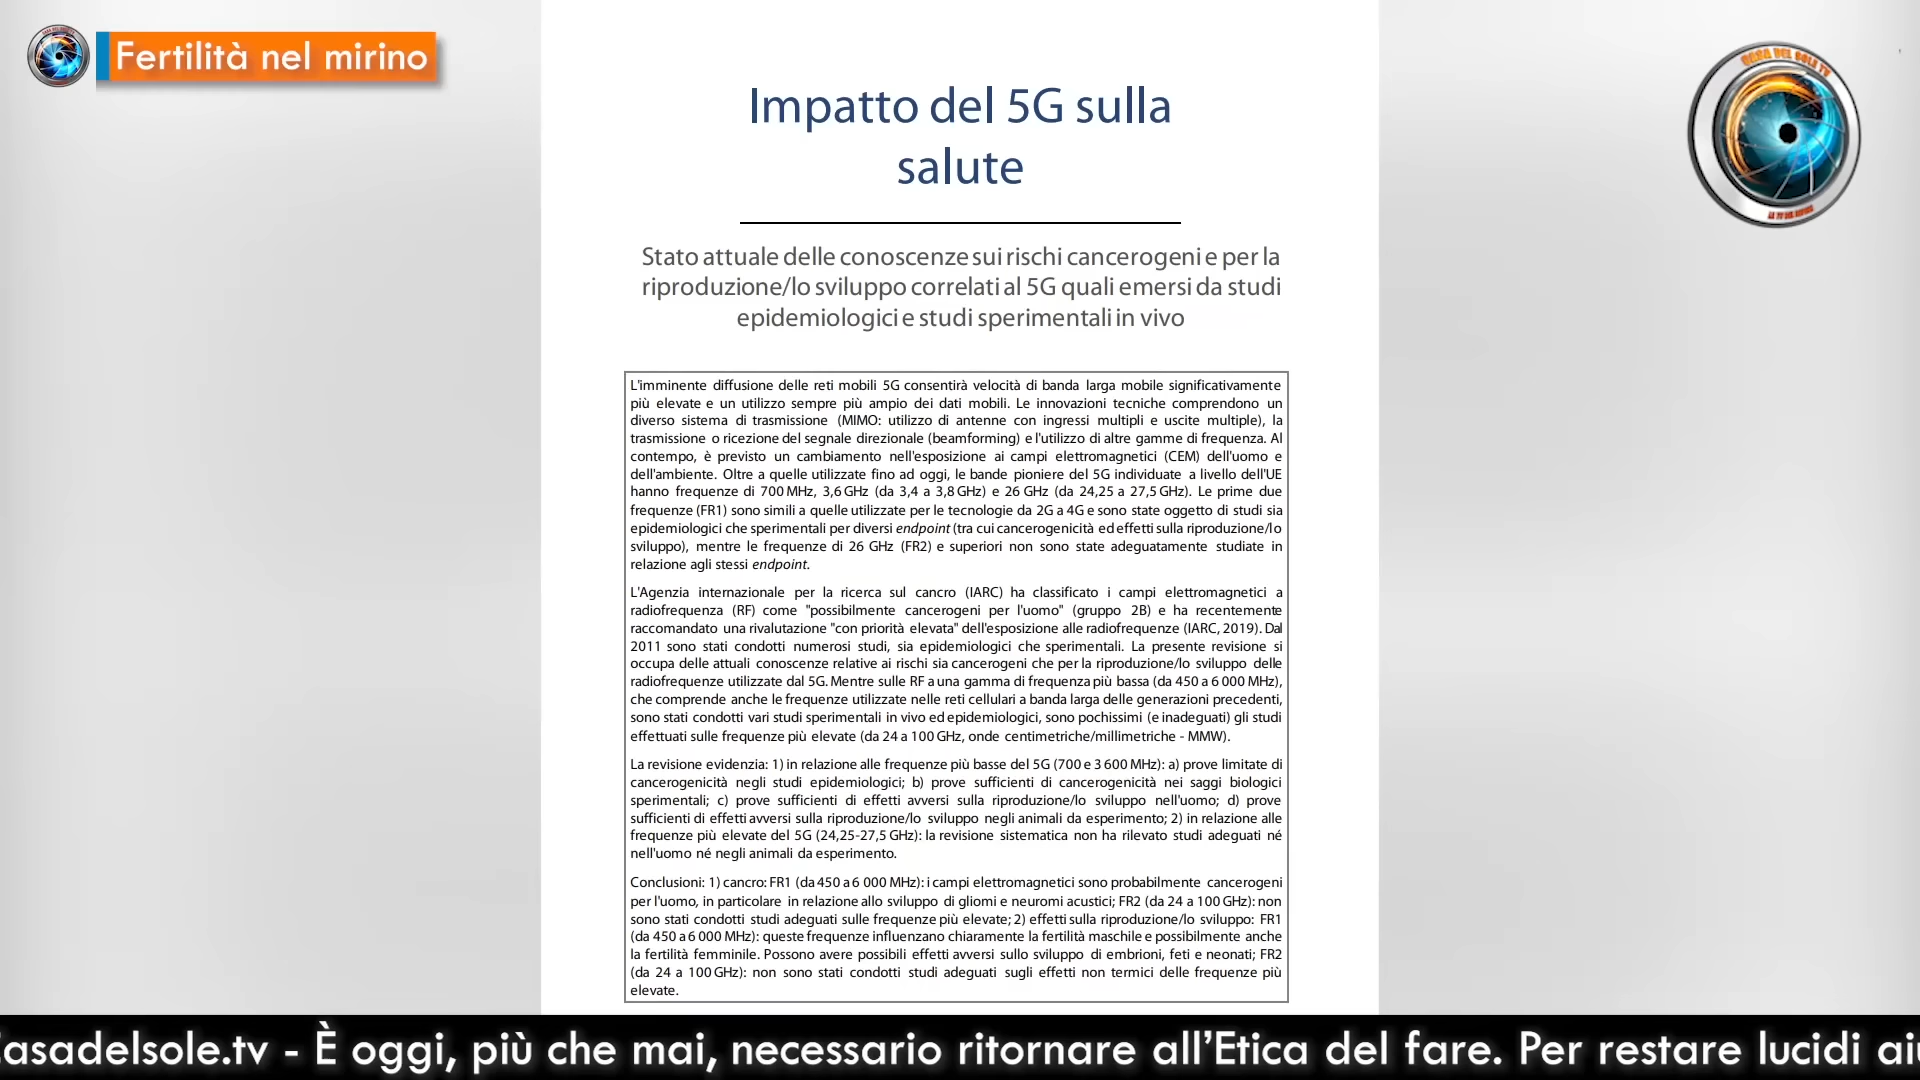 Fertilità nel mirino
CASA DEL SOLE TV
Impatto del 5G sulla
salute
Stato attuale delle conoscenze sui rischi cancerogeni e per la
riproduzione/lo sviluppo correlati al 5G quali emersi da studi
epidemiologici e studi sperimentali in vivo
L'imminente diffusione delle reti mobili 5G consentirà velocità di banda larga mobile significativamente
più elevate e un utilizzo sempre più ampio dei dati mobili. Le innovazioni tecniche comprendono un
diverso sistema di trasmissione (MIMO: utilizzo di antenne con ingressi multipli e uscite multiple), la
trasmissione o ricezione del segnale direzionale (beamforming) e l'utilizzo di altre gamme di frequenza. Al
contempo, è previsto un cambiamento nell'esposizione ai campi elettromagnetici (CEM) dell'uomo e
dell'ambiente. Oltre a quelle utilizzate fino ad oggi, le bande pioniere del 5G individuate a livello dell'UE
hanno frequenze di 700 MHz, 3,6 GHz (da 3,4 a 3,8 GHz) e 26 GHz (da 24,25 a 27,5 GHz). Le prime due
frequenze (FR1) sono simili a quelle utilizzate per le tecnologie da 2G a 4G e sono state oggetto di studi sia
epidemiologici che sperimentali per diversi endpoint (tra cui cancerogenicità ed effetti sulla riproduzione/lo
sviluppo), mentre le frequenze di 26 GHz (FR2) e superiori non sono state adeguatamente studiate in
relazione agli stessi endpoint.
L'Agenzia internazionale per la ricerca sul cancro (IARC) ha classificato i campi elettromagnetici a
radiofrequenza (RF) come "possibilmente cancerogeni per l'uomo" (gruppo 2B) e ha recentemente
raccomandato una rivalutazione "con priorità elevata" dell'esposizione alle radiofrequenze (IARC, 2019). Dal
2011 sono stati condotti numerosi studi, sia epidemiologici che sperimentali. La presente revisione si
occupa delle attuali conoscenze relative ai rischi sia cancerogeni che per la riproduzione/lo sviluppo delle
radiofrequenze utilizzate dal 5G. Mentre sulle RF a una gamma di frequenza più bassa (da 450 a 6 000 MHz),
che comprende anche le frequenze utilizzate nelle reti cellulari a banda larga delle generazioni precedenti,
sono stati condotti vari studi sperimentali in vivo ed epidemiologici, sono pochissimi (e inadeguati) gli studi
effettuati sulle frequenze più elevate (da 24 a 100 GHz, onde centimetriche/millimetriche - MMW).
La revisione evidenzia: 1) in relazione alle frequenze più basse del 5G (700 e 3 600 MHz): a) prove limitate di
cancerogenicità negli studi epidemiologici; b) prove sufficienti di cancerogenicità nei saggi biologici
sperimentali; c) prove sufficienti di effetti avversi sulla riproduzione/lo sviluppo nell'uomo; d) prove
sufficienti di effetti avversi sulla riproduzione/lo sviluppo negli animali da esperimento; 2) in relazione alle
frequenze più elevate del 5G (24,25-27,5 GHz): la revisione sistematica non ha rilevato studi adeguati né
nell'uomo né negli animali da esperimento.
Conclusioni: 1) cancro: FR1 (da 450 a 6 000 MHz): i campi elettromagnetici sono probabilmente cancerogeni
per l'uomo, in particolare in relazione allo sviluppo di gliomi e neuromi acustici; FR2 (da 24 a 100 GHz): non
sono stati condotti studi adeguati sulle frequenze più elevate; 2) effetti sulla riproduzione/lo sviluppo: FR1
(da 450 a 6 000 MHz): queste frequenze influenzano chiaramente la fertilità maschile e possibilmente anche
la fertilità femminile. Possono avere possibili effetti avversi sullo sviluppo di embrioni, feti e neonati; FR2
(da 24 a 100 GHz): non sono stati condotti studi adeguati sugli effetti non termici delle frequenze più
elevate.
Casadelsole.tv - È oggi, più che mai, necessario ritornare all'Etica del fare. Per restare lucidi aiu